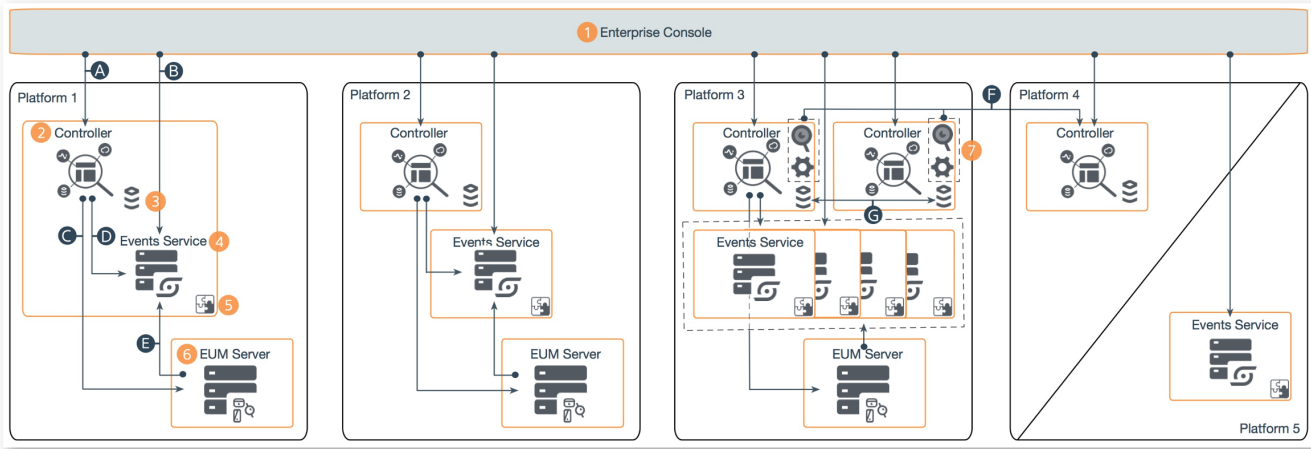 1 Enterprise Console
A
B
Platform 1
2 Controller
3
C
D
Events Service 4
5
E
6 EUM Server
Platform 2
Controller
Events Service
EUM Server
Platform 3
Controller
Controller
7
G
Events Service
EUM Server
F
Platform 4
Controller
Events Service
Platform 5